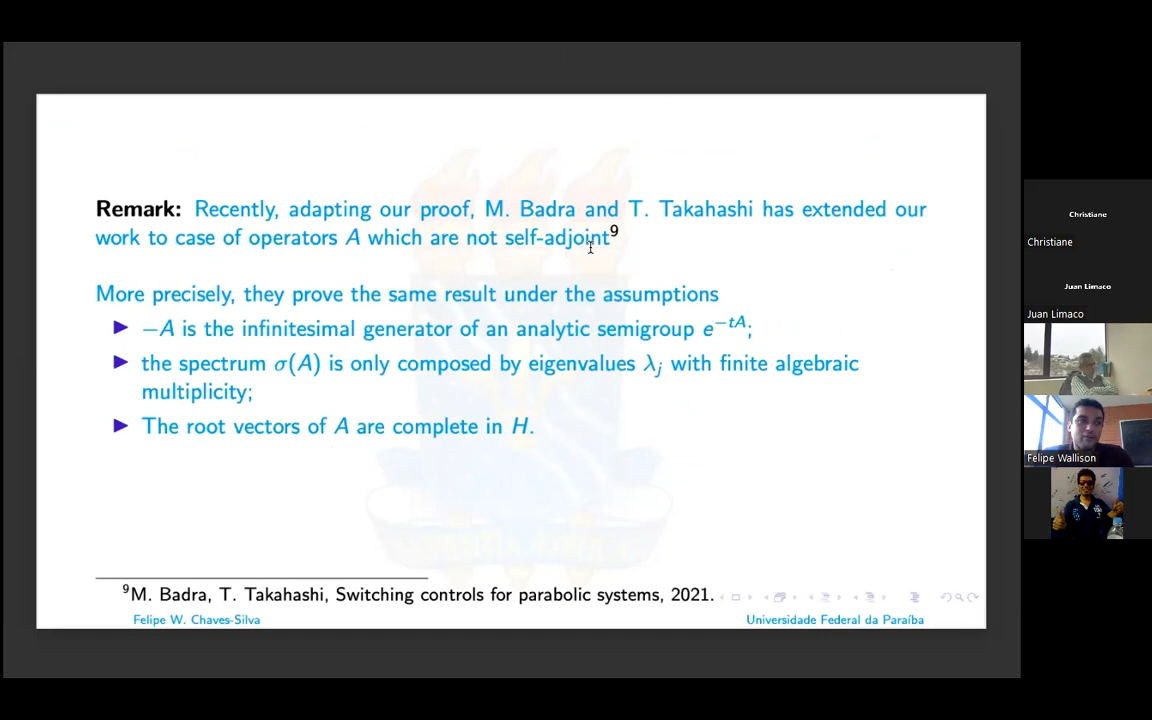 Remark: Recently, adapting our proof, M. Badra and T. Takahashi has extended our
work to case of operators A which are not self-adjoint⁹
More precisely, they prove the same result under the assumptions
▶ −A is the infinitesimal generator of an analytic semigroup e^{−tA};
▶ the spectrum σ(A) is only composed by eigenvalues λ_j with finite algebraic
multiplicity;
▶ The root vectors of A are complete in H.
⁹M. Badra, T. Takahashi, Switching controls for parabolic systems, 2021.
Felipe W. Chaves-Silva
Universidade Federal da Paraíba
Christiane
Christiane
Juan Limaco
Juan Limaco
Felipe Wallison